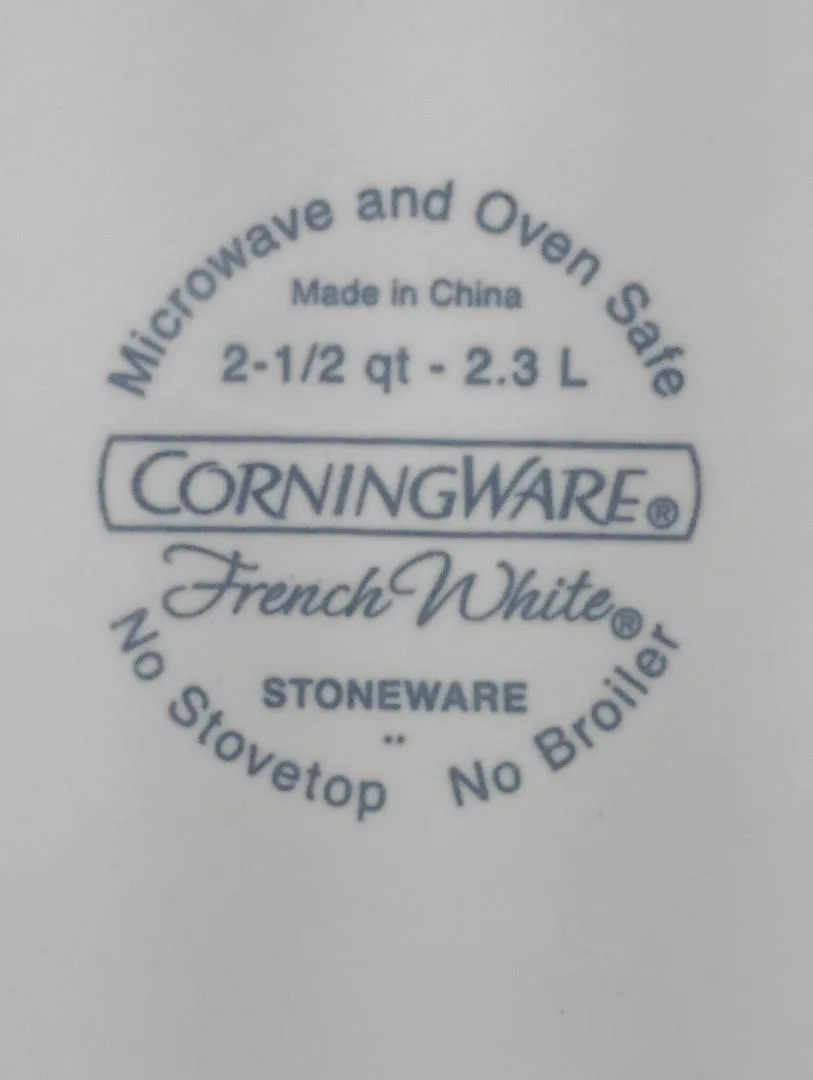 Microwave and Oven Safe
Made in China
2-1/2 qt - 2.3 L
CORNINGWARE®
French White®
STONEWARE
No Stovetop No Broiler